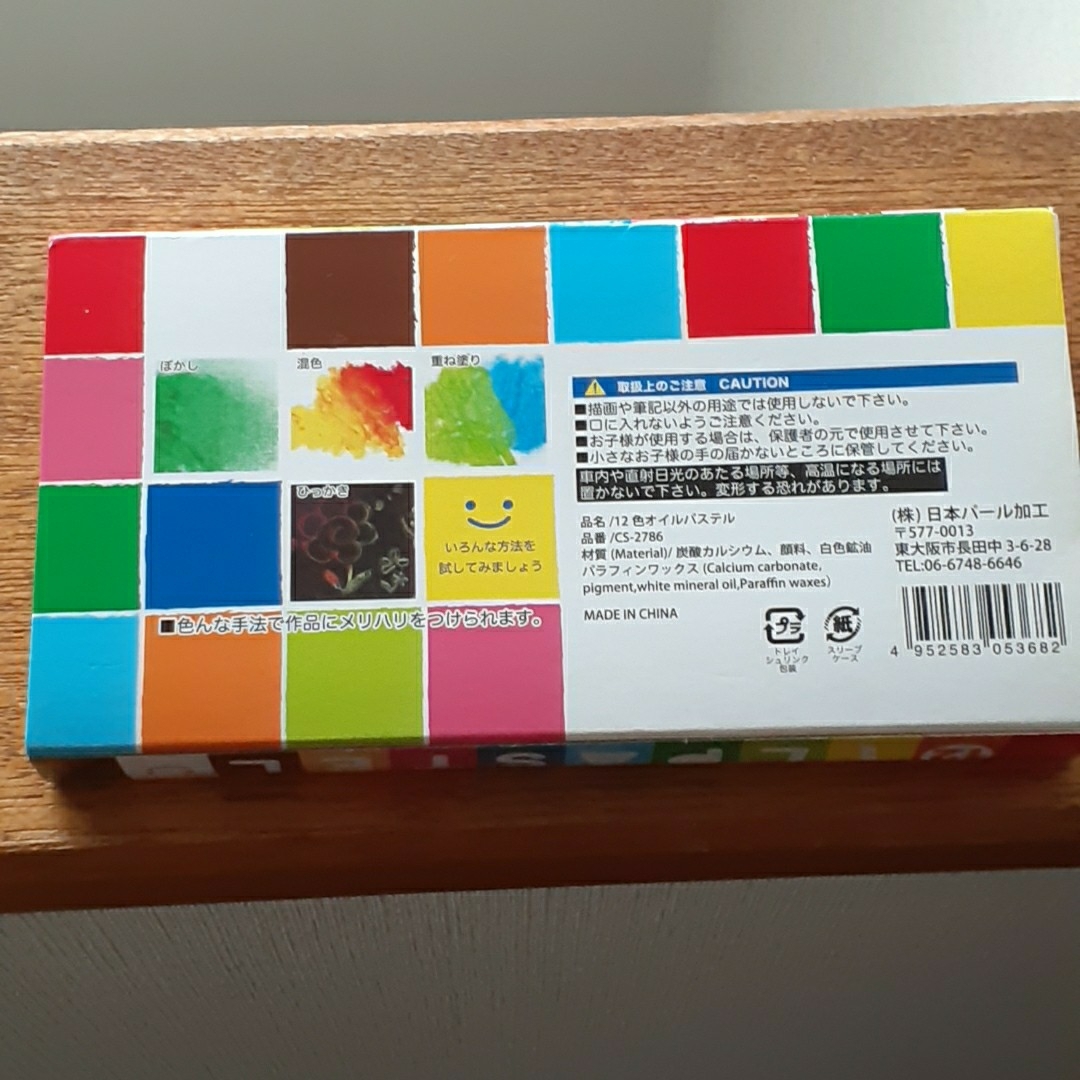 ぼかし
混色
重ね塗り
ひっかき
いろんな方法を
試してみましょう
■色んな手法で作品にメリハリをつけられます。
取扱上のご注意 CAUTION
■描画や筆記以外の用途では使用しないで下さい。
■口に入れないようご注意ください。
■お子様が使用する場合は、保護者の元で使用させて下さい。
■小さなお子様の手の届かないところに保管してください。
車内や直射日光のあたる場所等、高温になる場所には
置かないで下さい。変形する恐れがあります。
品名/12色オイルパステル
品番/CS-2786
材質(Material)/炭酸カルシウム、顔料、白色鉱油
パラフィンワックス(Calcium carbonate,
pigment,white mineral oil,Paraffin waxes)
MADE IN CHINA
(株)日本パール加工
〒577-0013
東大阪市長田中3-6-28
TEL:06-6748-6646
プラ
トレイ
シュリンク
包装
紙
スリーブ
ケース
4 952583 053682